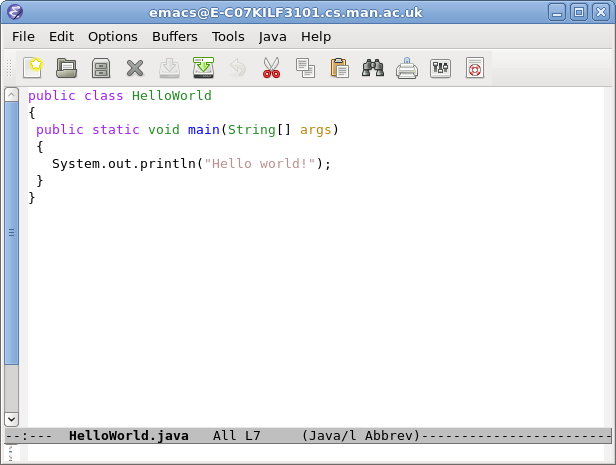 emacs@E-C07KILF3101.cs.man.ac.uk
File Edit Options Buffers Tools Java Help
public class HelloWorld
{
 public static void main(String[] args)
 {
   System.out.println("Hello world!");
 }
}
--:---  HelloWorld.java   All L7     (Java/l Abbrev)------------------------